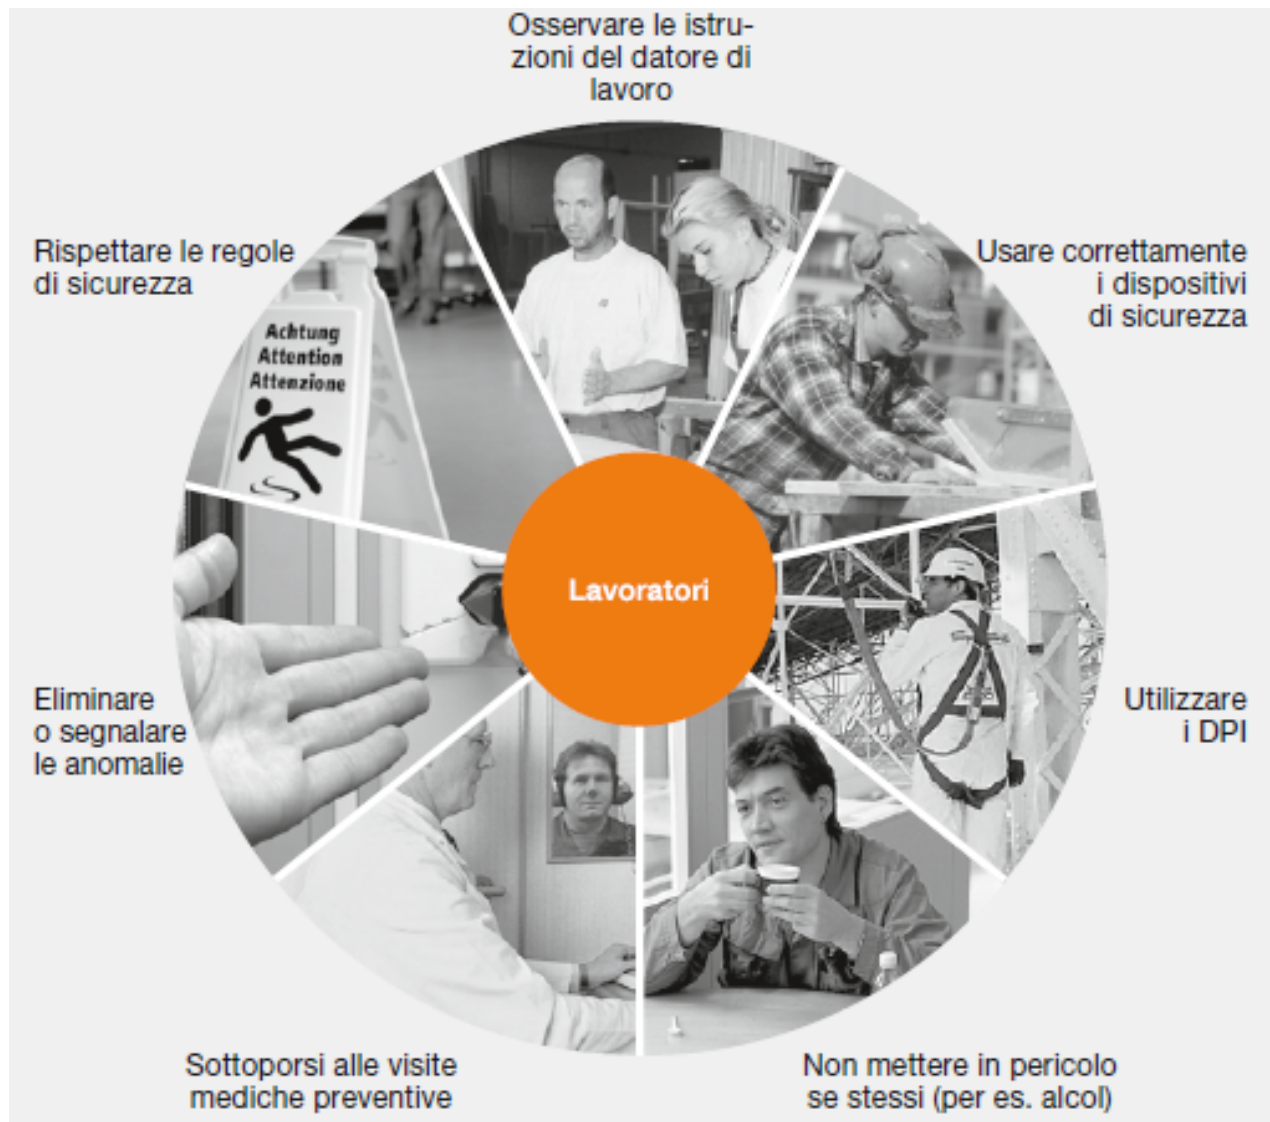 Osservare le istru-
zioni del datore di
lavoro
Rispettare le regole
di sicurezza
Usare correttamente
i dispositivi
di sicurezza
Achtung
Attention
Attenzione
Lavoratori
Eliminare
o segnalare
le anomalie
Utilizzare
i DPI
Sottoporsi alle visite
mediche preventive
Non mettere in pericolo
se stessi (per es. alcol)